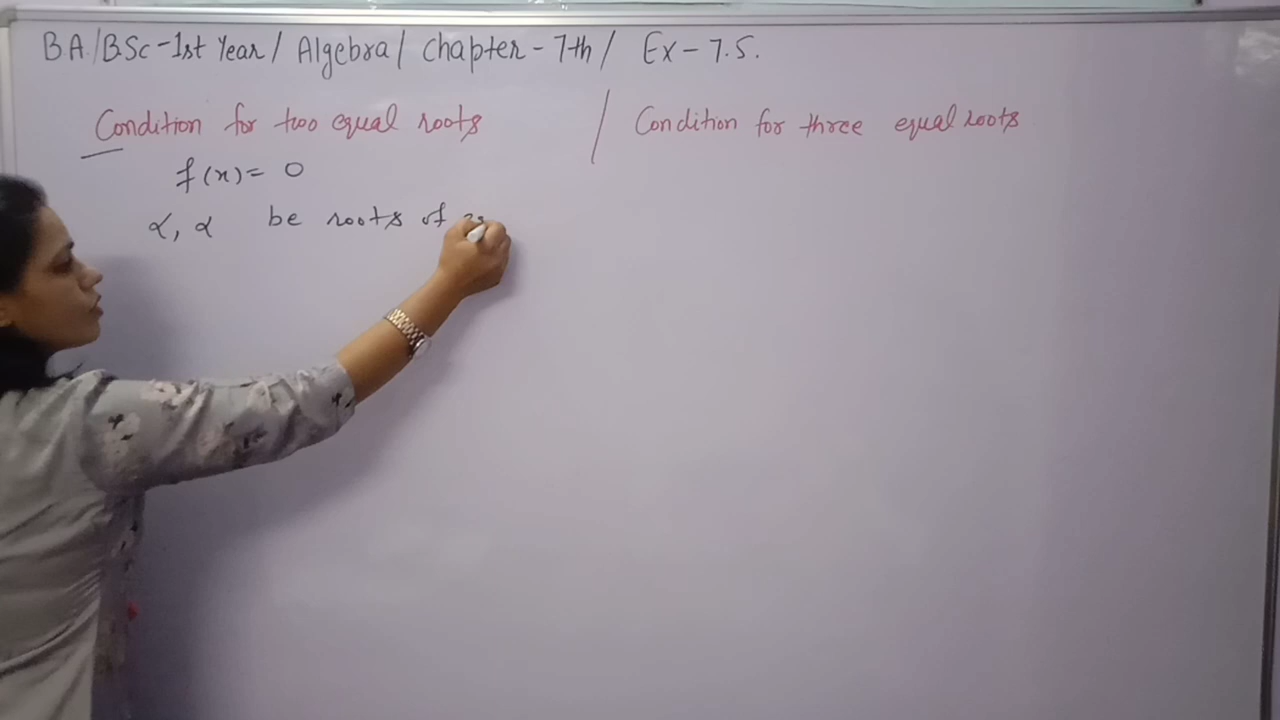 BA./BSc-1st Year/ Algebra/ Chapter-7th/ Ex-7.5.
Condition for two equal roots / Condition for three equal roots
f(x)= 0
α, α be roots of